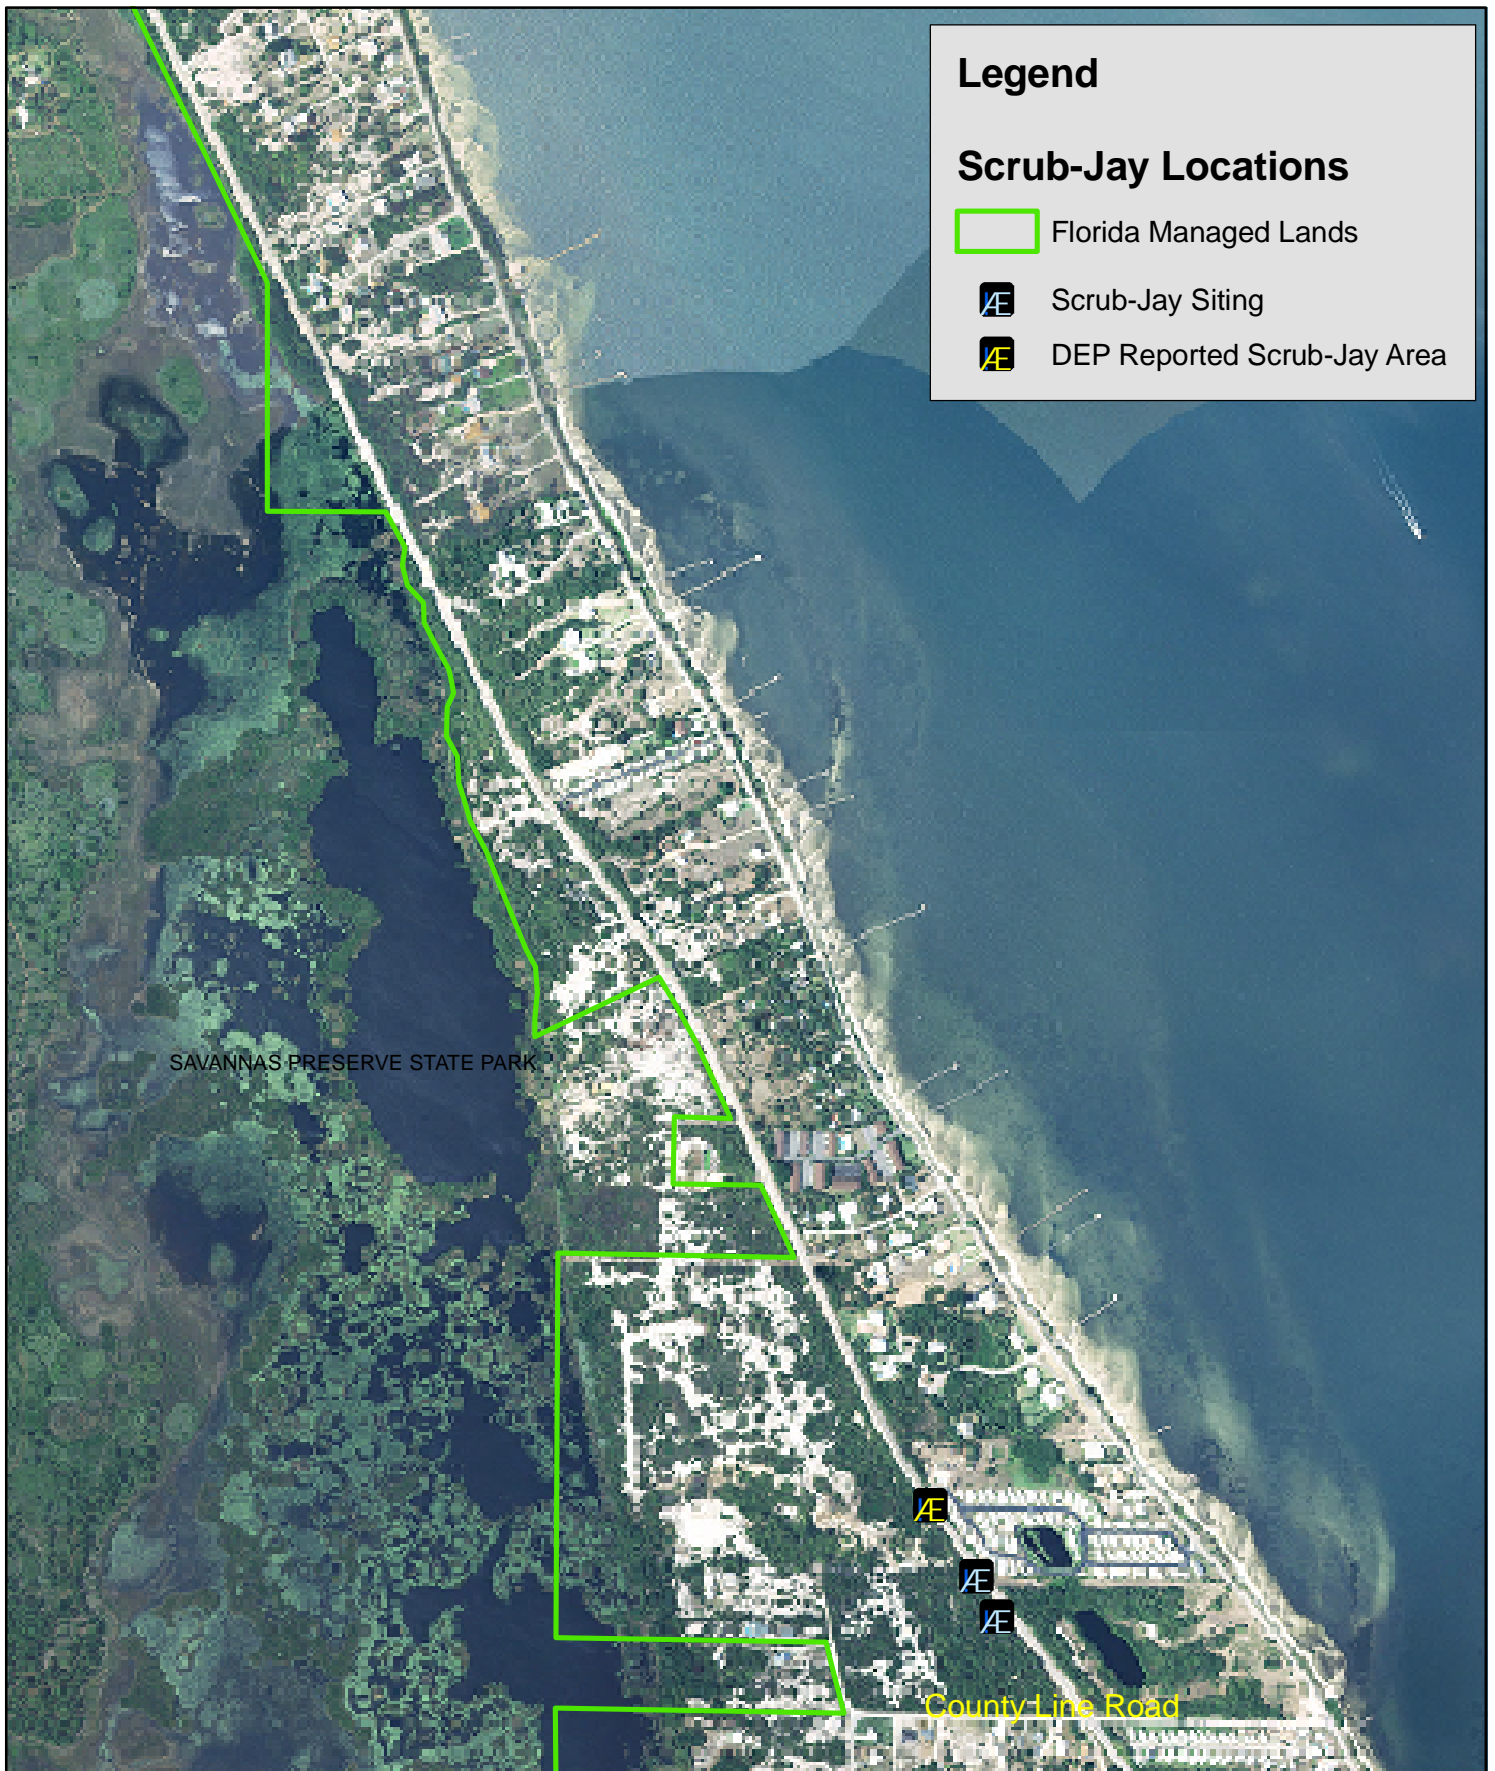 Legend
Scrub-Jay Locations
Florida Managed Lands
Æ Scrub-Jay Siting
Æ DEP Reported Scrub-Jay Area
SAVANNAS PRESERVE STATE PARK
Æ
Æ
Æ
County Line Road